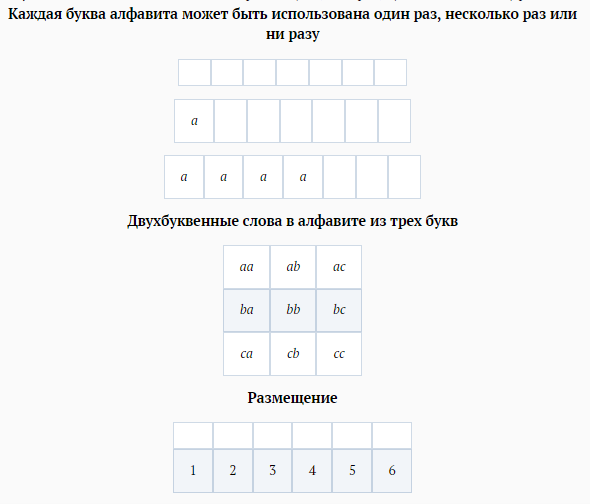 Каждая буква алфавита может быть использована один раз, несколько раз или
ни разу
a
a a a a
Двухбуквенные слова в алфавите из трех букв
aa ab ac
ba bb bc
ca cb cc
Размещение
1 2 3 4 5 6